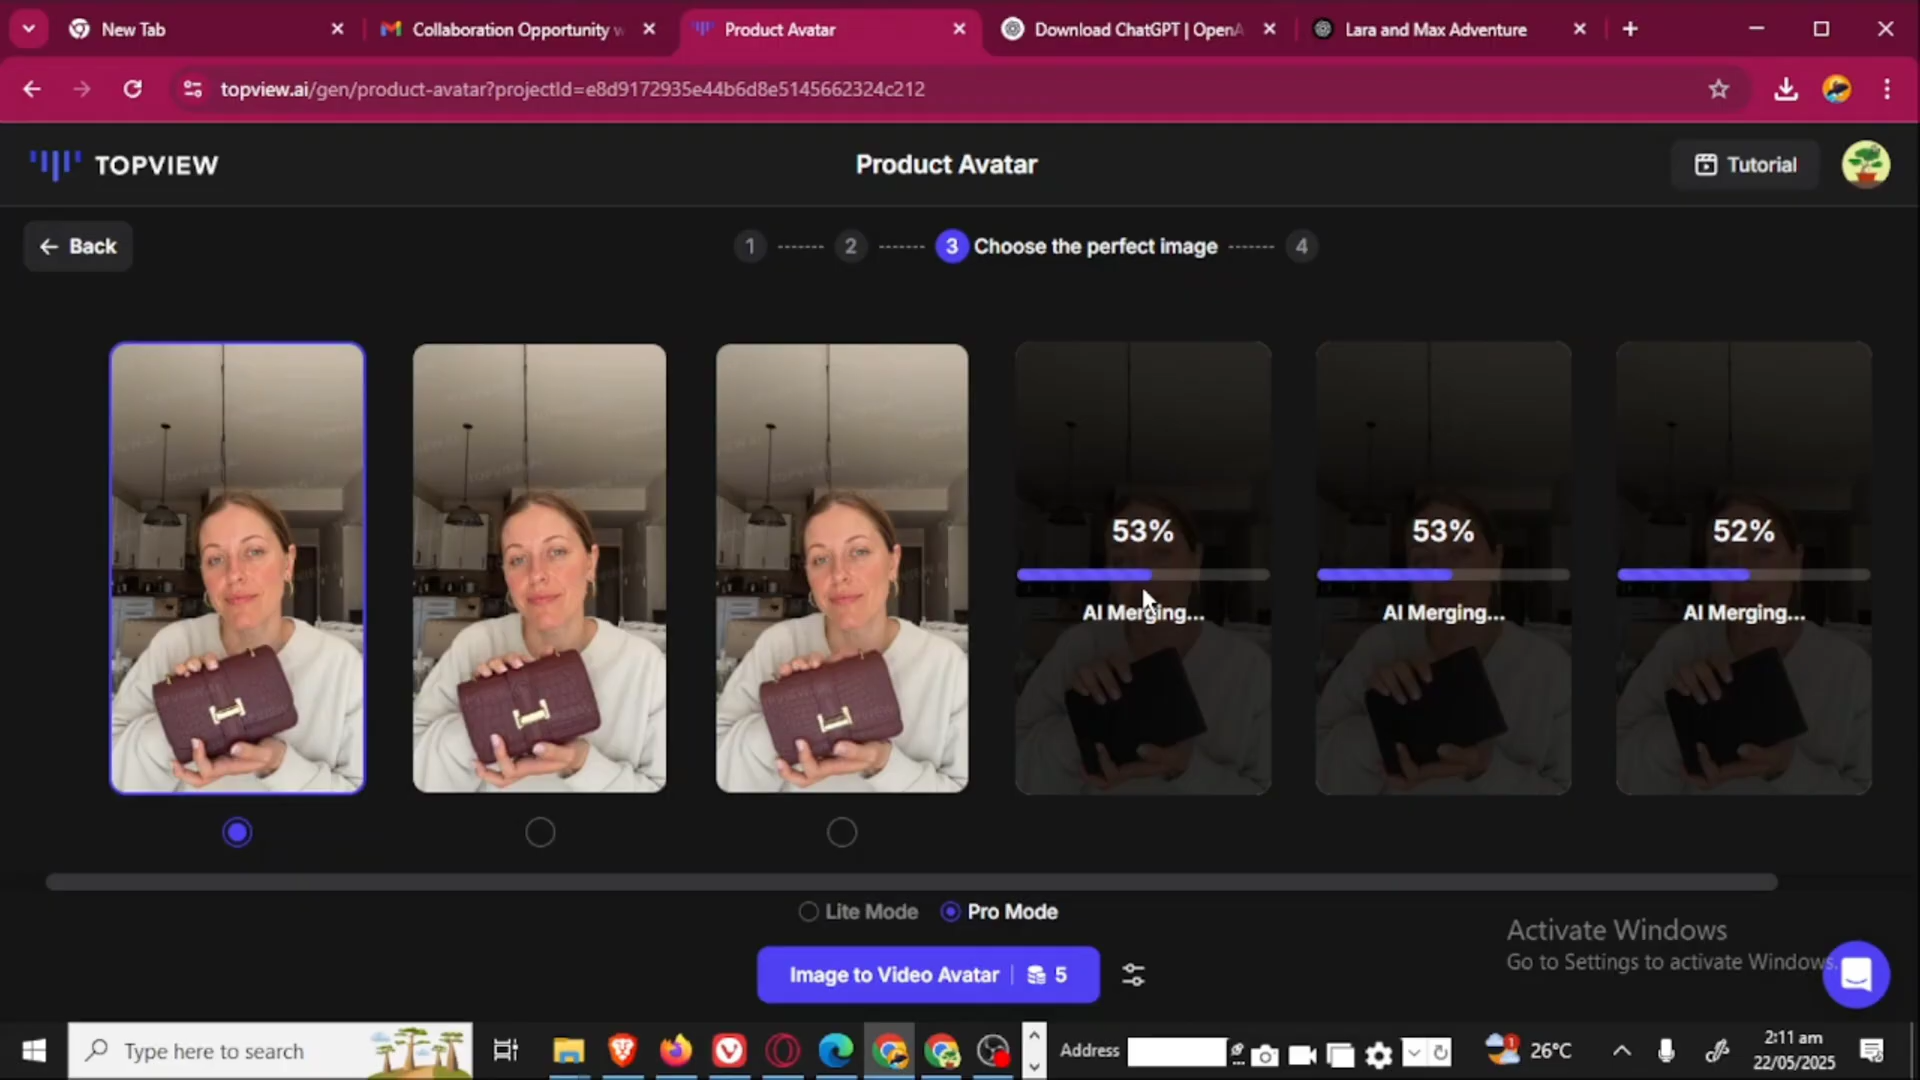 New Tab
Collaboration Opportunity w
Product Avatar
Download ChatGPT | OpenA
Lara and Max Adventure
topview.ai/gen/product-avatar?projectId=e8d9172935e44b6d8e5145662324c212
TOPVIEW
Product Avatar
Tutorial
Back
1
2
3 Choose the perfect image
4
53%
53%
52%
AI Merging...
AI Merging...
AI Merging...
Lite Mode
Pro Mode
Image to Video Avatar
5
Activate Windows
Go to Settings to activate Windows.
Type here to search
Address
1
26°C
2:11 am
22/05/2025